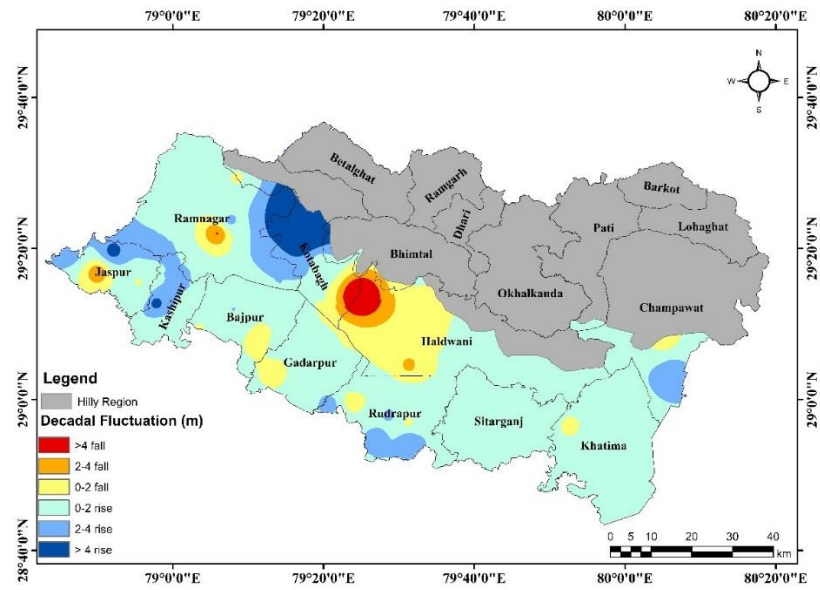 79°0'0"E 79°20'0"E 79°40'0"E 80°0'0"E 80°20'0"E
29°40'0"N 29°40'0"N
N
W E
S
Betalghat
Ramgarh
Barkot
Ramnagar
Dhari
Pati
Lohaghat
29°20'0"N 29°20'0"N
Bhimtal
Jaspur
Kotabagh
Okhalkanda
Champawat
Kashipur
Bajpur
Haldwani
Gadarpur
29°0'0"N 29°0'0"N
Rudrapur
Sitarganj
Khatima
Legend
Hilly Region
Decadal Fluctuation (m)
>4 fall
2-4 fall
0-2 fall
0-2 rise
2-4 rise
> 4 rise
0 5 10 20 30 40
km
28°40'0"N 28°40'0"N
79°0'0"E 79°20'0"E 79°40'0"E 80°0'0"E 80°20'0"E